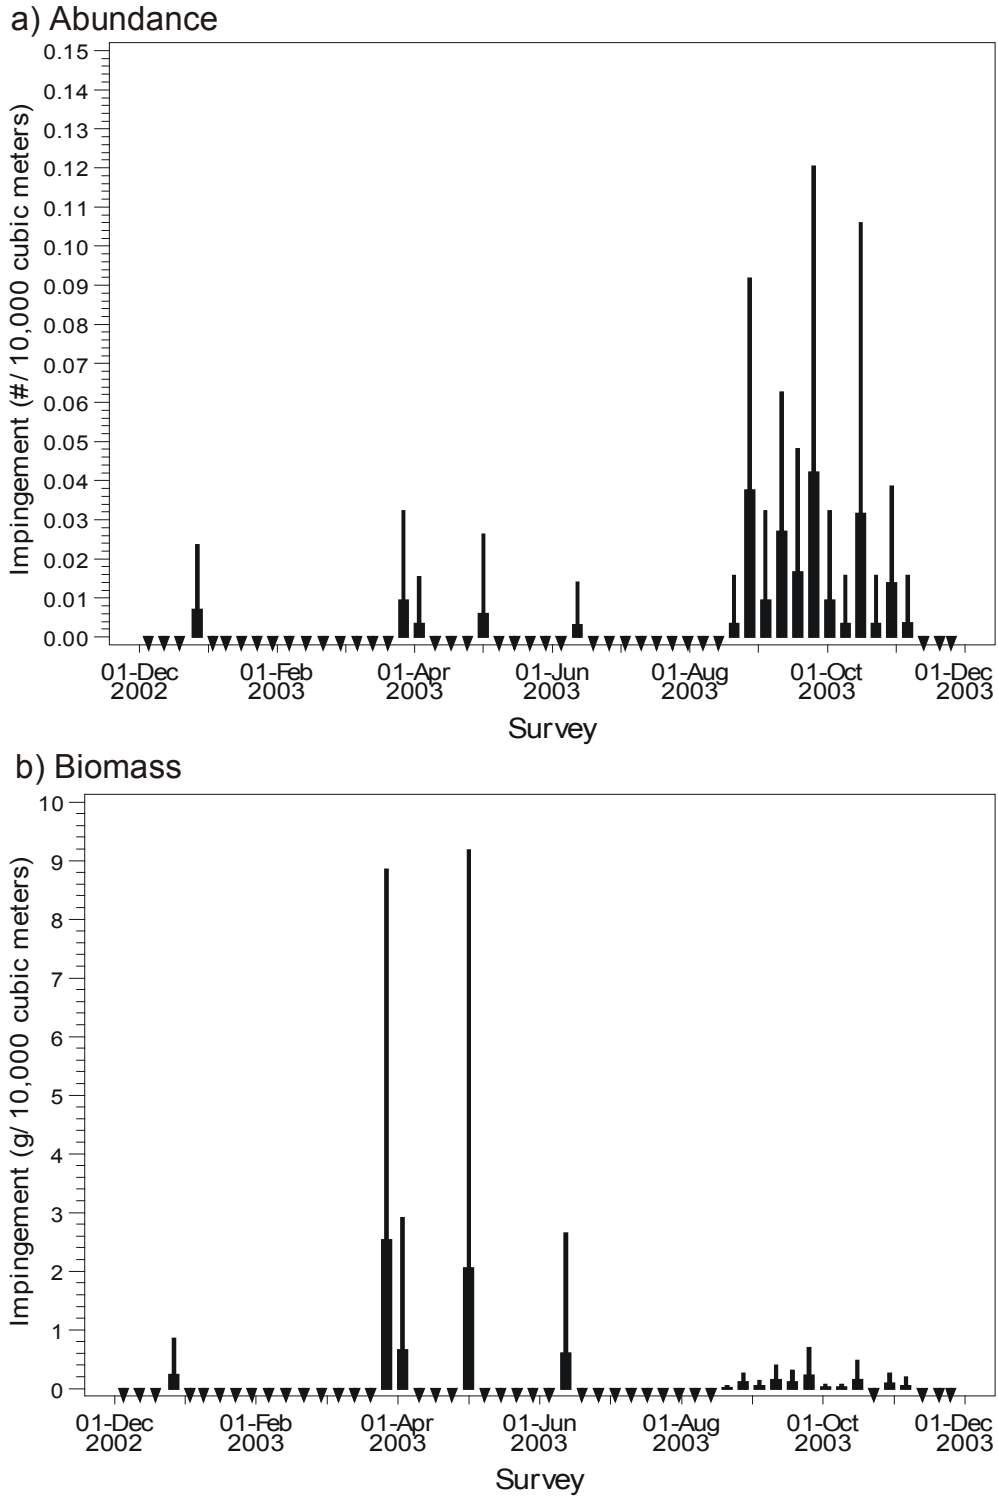 a) Abundance
Impingement (#/ 10,000 cubic meters)
0.15
0.14
0.13
0.12
0.11
0.10
0.09
0.08
0.07
0.06
0.05
0.04
0.03
0.02
0.01
0.00
01-Dec 01-Feb 01-Apr 01-Jun 01-Aug 01-Oct 01-Dec
2002 2003 2003 2003 2003 2003 2003
Survey
b) Biomass
Impingement (g/ 10,000 cubic meters)
10
9
8
7
6
5
4
3
2
1
0
01-Dec 01-Feb 01-Apr 01-Jun 01-Aug 01-Oct 01-Dec
2002 2003 2003 2003 2003 2003 2003
Survey